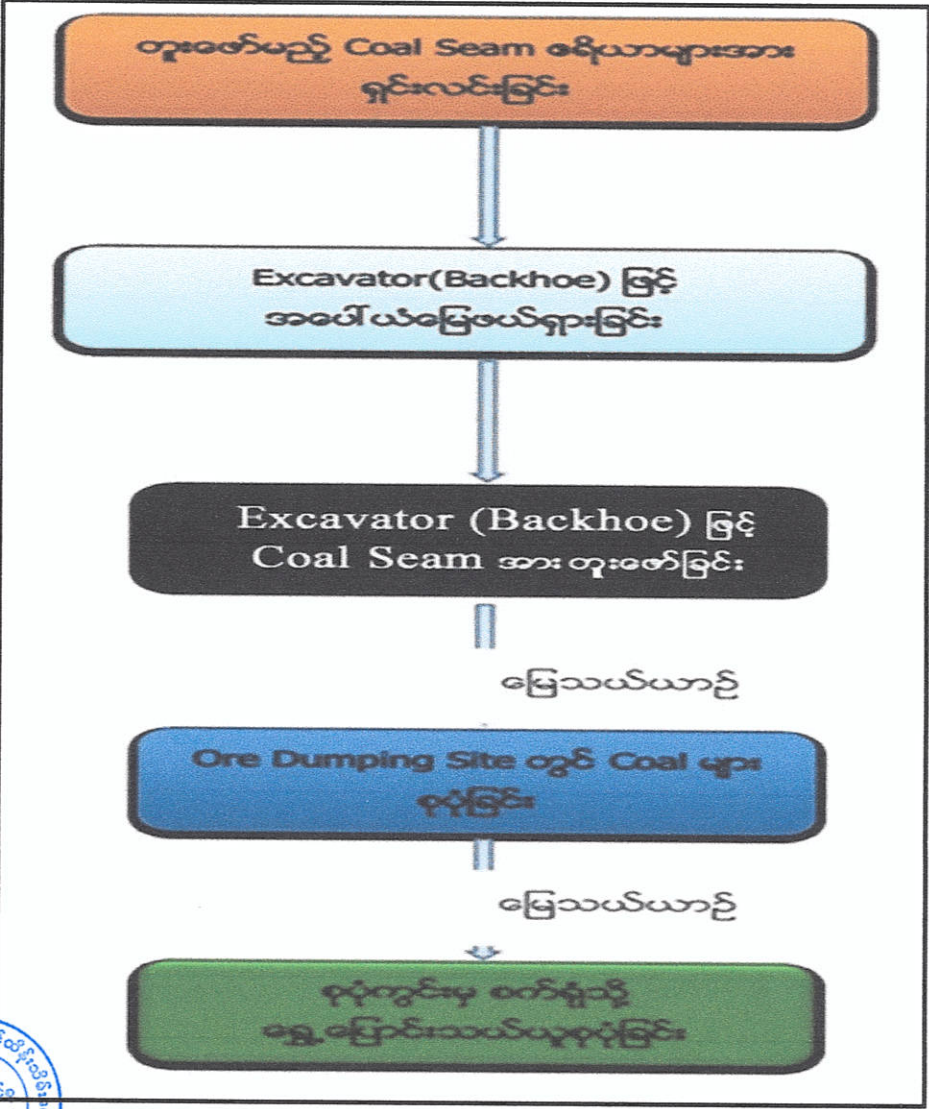 တူးဖော်မည့် Coal Seam ဧရိယာများအား
ရှင်းလင်းခြင်း
Excavator(Backhoe) ဖြင့်
အပေါ်ယံမြေဖယ်ရှားခြင်း
Excavator (Backhoe) ဖြင့်
Coal Seam အားတူးဖော်ခြင်း
မြေသယ်ယာဉ်
Ore Dumping Site တွင် Coal များ
စုပုံခြင်း
မြေသယ်ယာဉ်
စုပုံကွင်းမှ စက်ရုံသို့
ရွှေ့ပြောင်းသယ်ယူစုပုံခြင်း